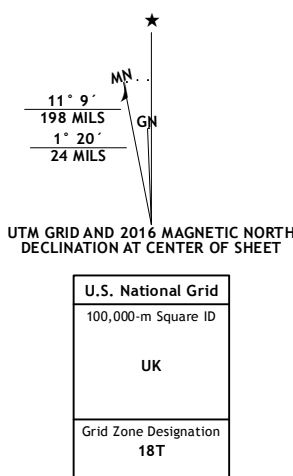 ★
MN
GN
11° 9´
198 MILS
1° 20´
24 MILS
UTM GRID AND 2016 MAGNETIC NORTH
DECLINATION AT CENTER OF SHEET
U.S. National Grid
100,000-m Square ID
UK
Grid Zone Designation
18T